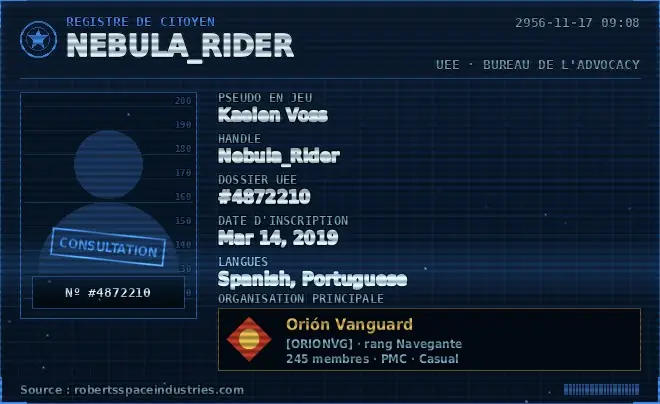 REGISTRE DE CITOYEN
NEBULA_RIDER
2956-11-17 09:08
UEE · BUREAU DE L'ADVOCACY
200
190
180
170
160
150
140
CONSULTATION
Nº #4872210
PSEUDO EN JEU
Kaelen Voss
HANDLE
Nebula_Rider
DOSSIER UEE
#4872210
DATE D'INSCRIPTION
Mar 14, 2019
LANGUES
Spanish, Portuguese
ORGANISATION PRINCIPALE
Orión Vanguard
[ORIONVG] · rang Navegante
245 membres · PMC · Casual
Source : robertsspaceindustries.com